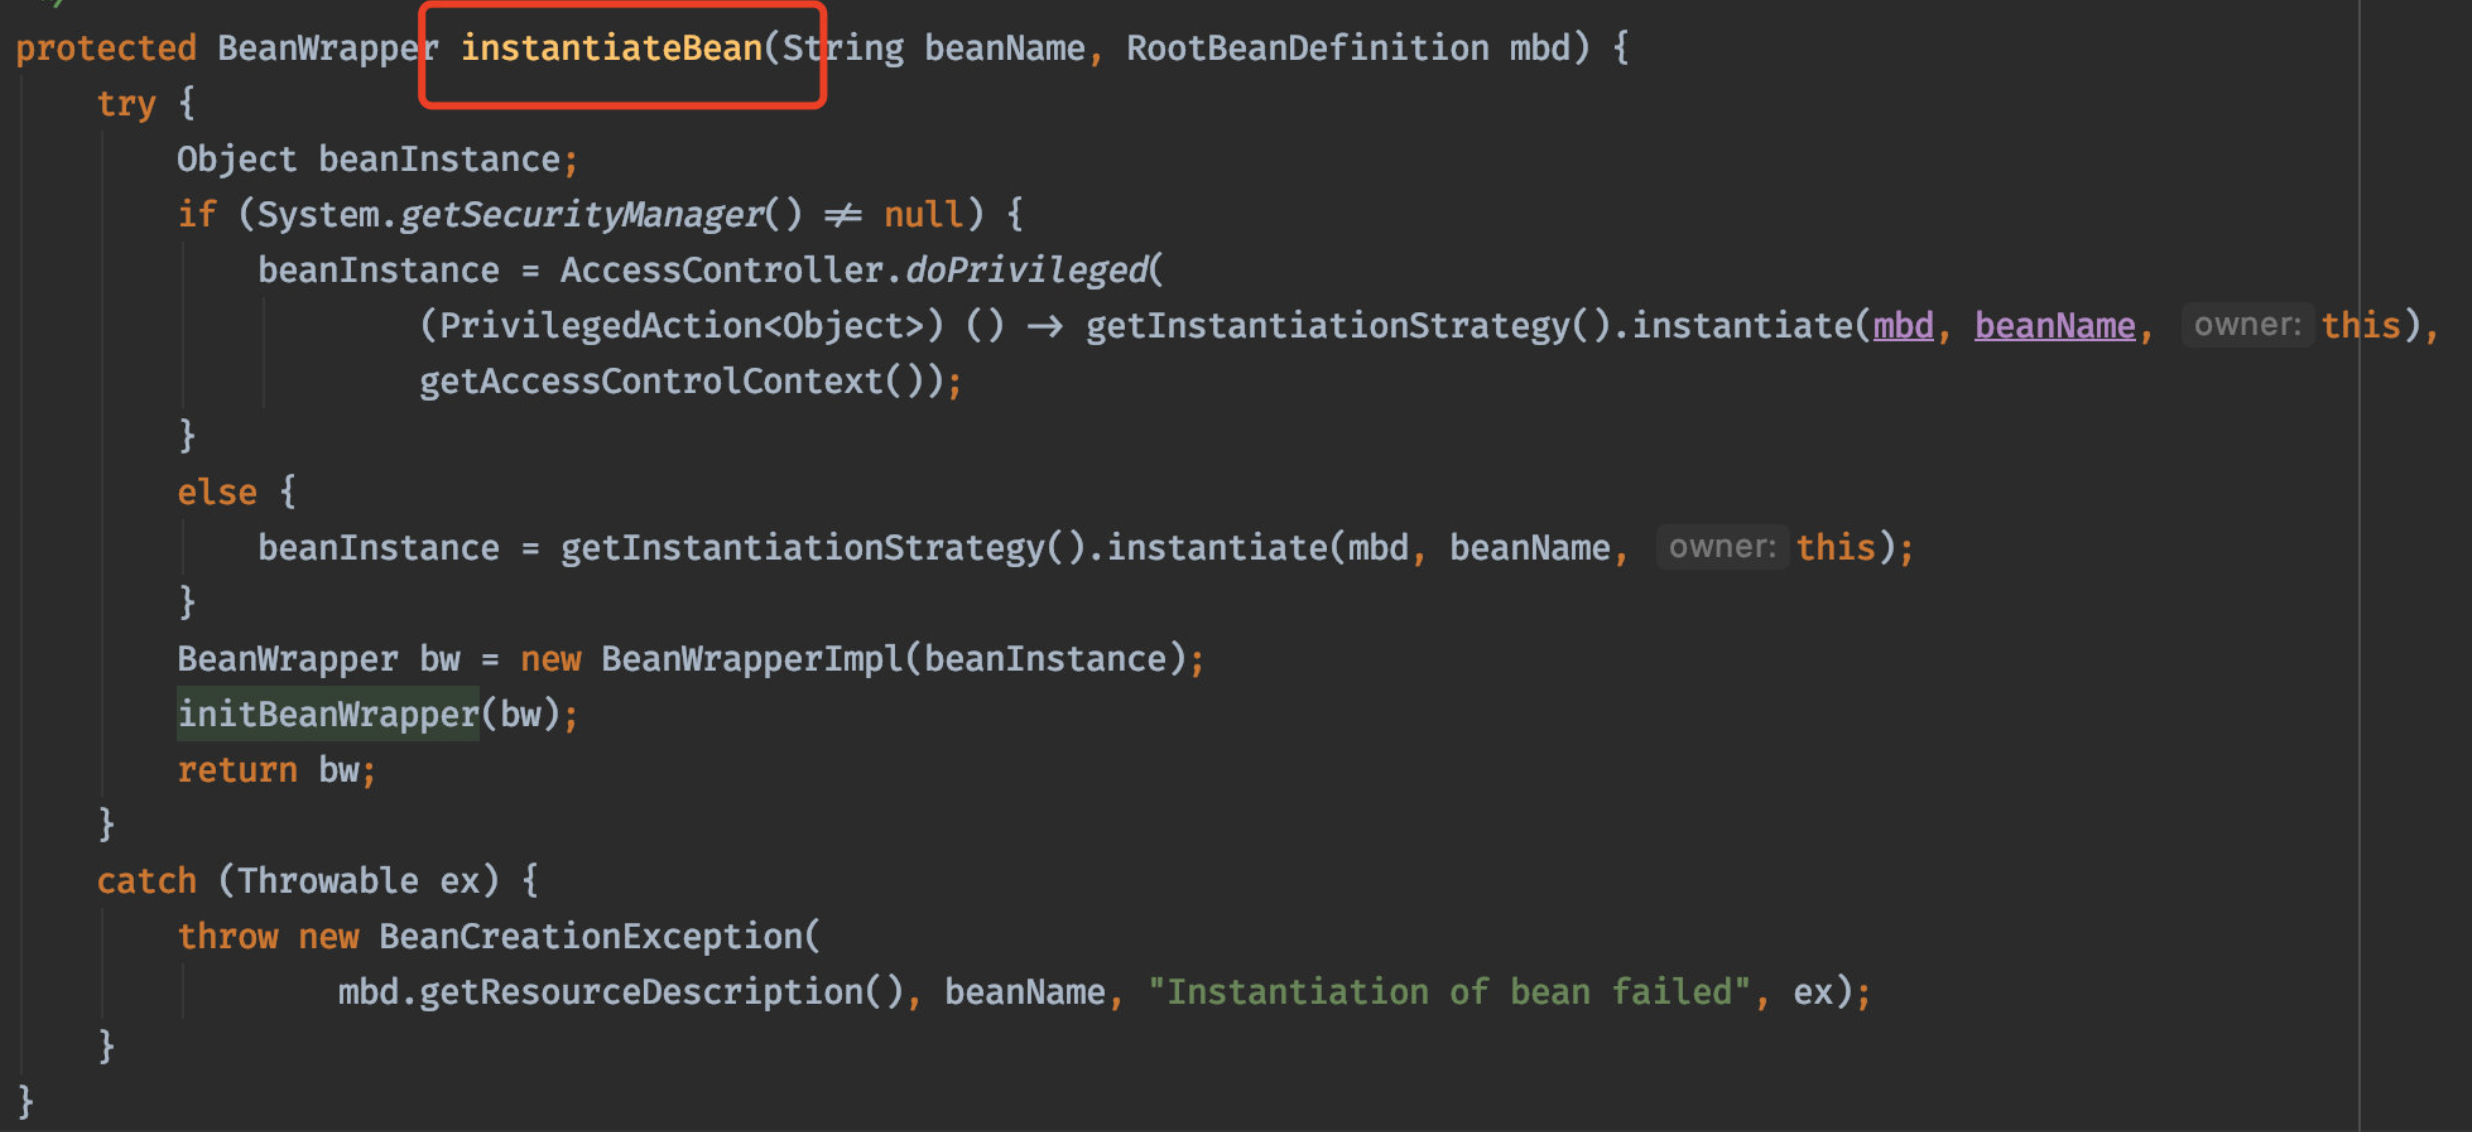 */
protected BeanWrapper instantiateBean(String beanName, RootBeanDefinition mbd) {
try {
Object beanInstance;
if (System.getSecurityManager() ≠ null) {
beanInstance = AccessController.doPrivileged(
(PrivilegedAction<Object>) () → getInstantiationStrategy().instantiate(mbd, beanName, owner: this),
getAccessControlContext());
}
else {
beanInstance = getInstantiationStrategy().instantiate(mbd, beanName, owner: this);
}
BeanWrapper bw = new BeanWrapperImpl(beanInstance);
initBeanWrapper(bw);
return bw;
}
catch (Throwable ex) {
throw new BeanCreationException(
mbd.getResourceDescription(), beanName, "Instantiation of bean failed", ex);
}
}